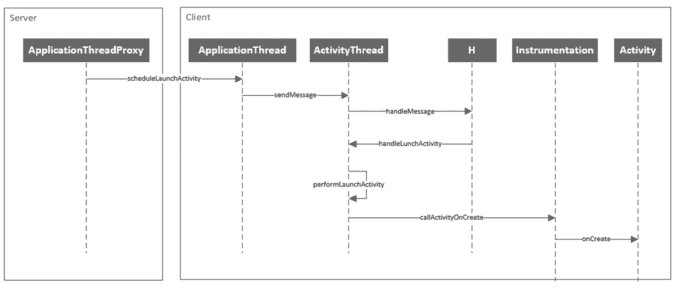 Server
Client
ApplicationThreadProxy
ApplicationThread
ActivityThread
H
Instrumentation
Activity
scheduleLaunchActivity
sendMessage
handleMessage
handleLunchActivity
performLaunchActivity
callActivityOnCreate
onCreate